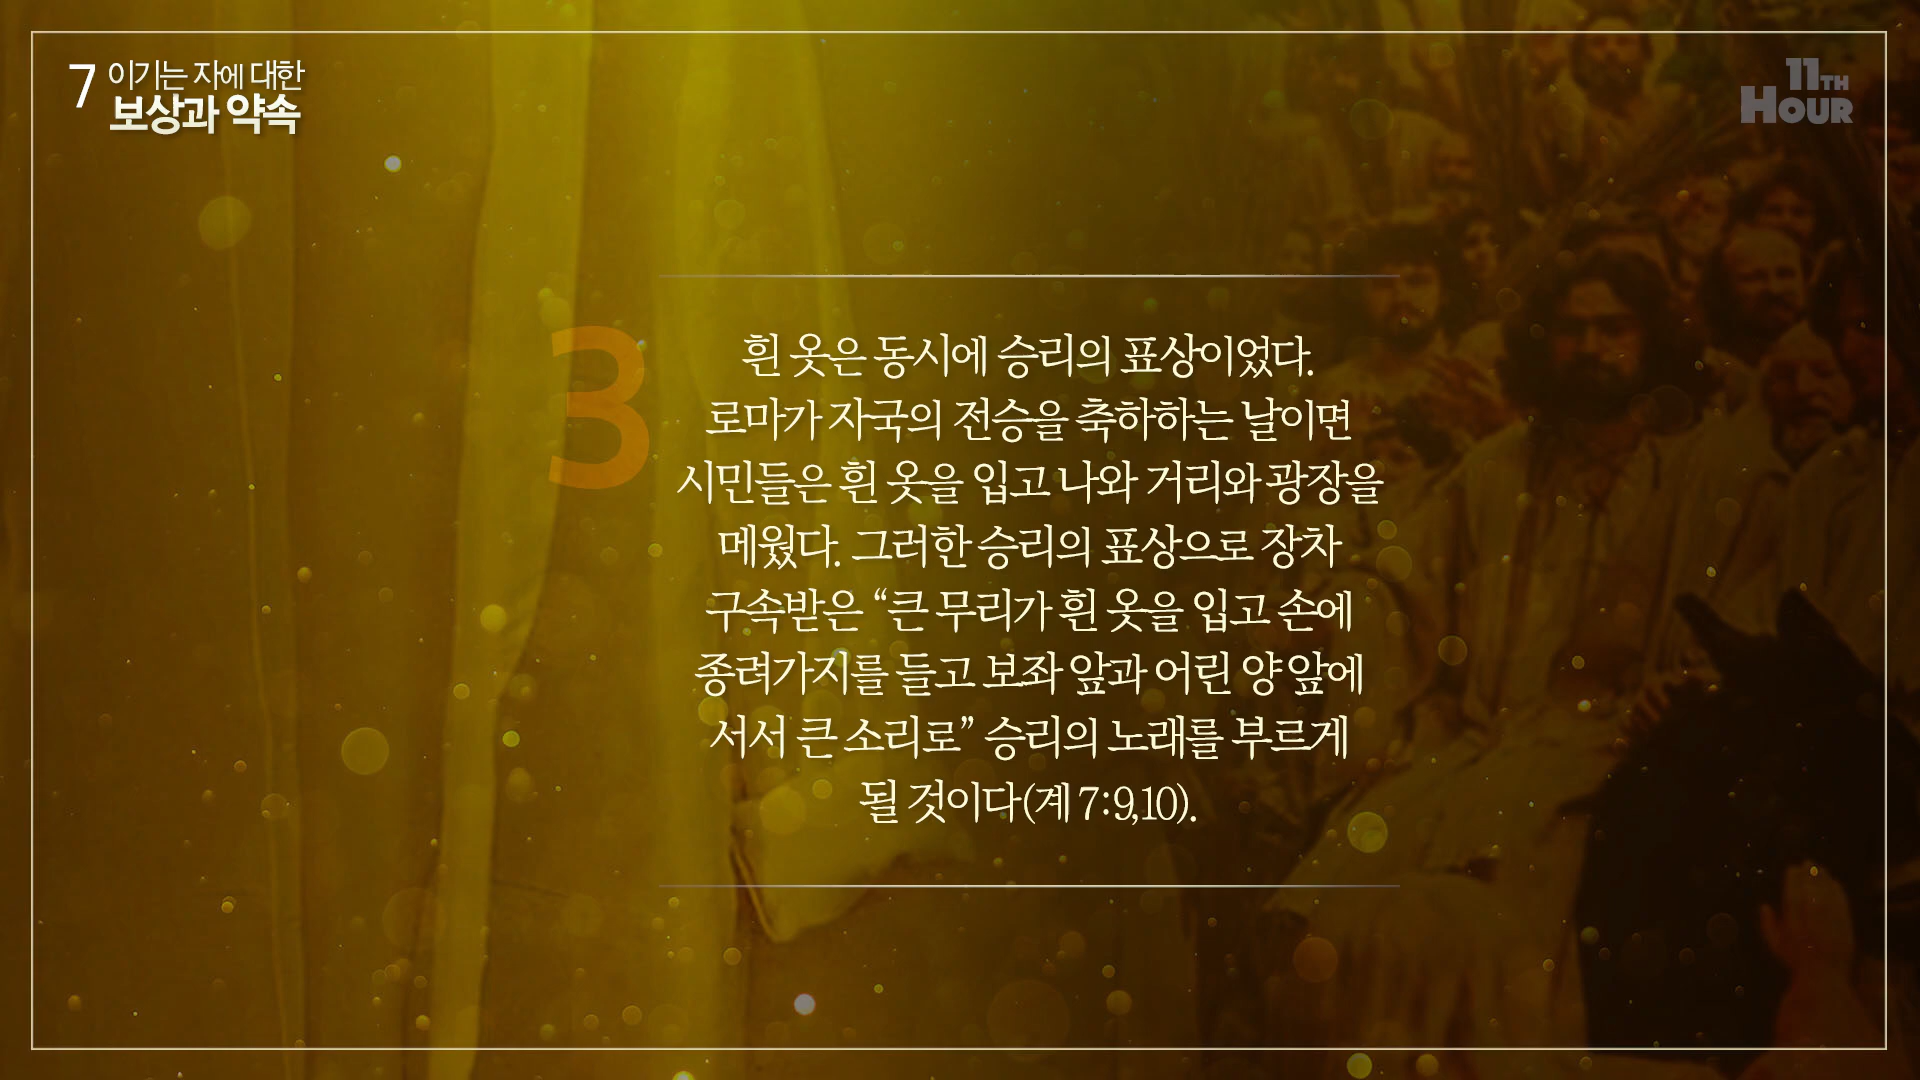 7 이기는 자에 대한
보상과 약속
11TH
HOUR
3
흰 옷은 동시에 승리의 표상이었다.
로마가 자국의 전승을 축하하는 날이면
시민들은 흰 옷을 입고 나와 거리와 광장을
메웠다. 그러한 승리의 표상으로 장차
구속받은 “큰 무리가 흰 옷을 입고 손에
종려가지를 들고 보좌 앞과 어린 양 앞에
서서 큰 소리로” 승리의 노래를 부르게
될 것이다(계 7:9,10).